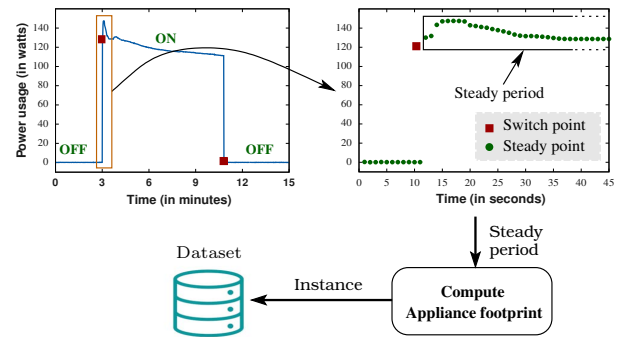 Power usage (in watts)
140
120
100
80
60
40
20
0
ON
OFF
OFF
0 3 6 9 12 15
Time (in minutes)
140
120
100
80
60
40
20
0
Steady period
Switch point
Steady point
0 5 10 15 20 25 30 35 40 45
Time (in seconds)
Steady
period
Dataset
Instance
Compute
Appliance footprint